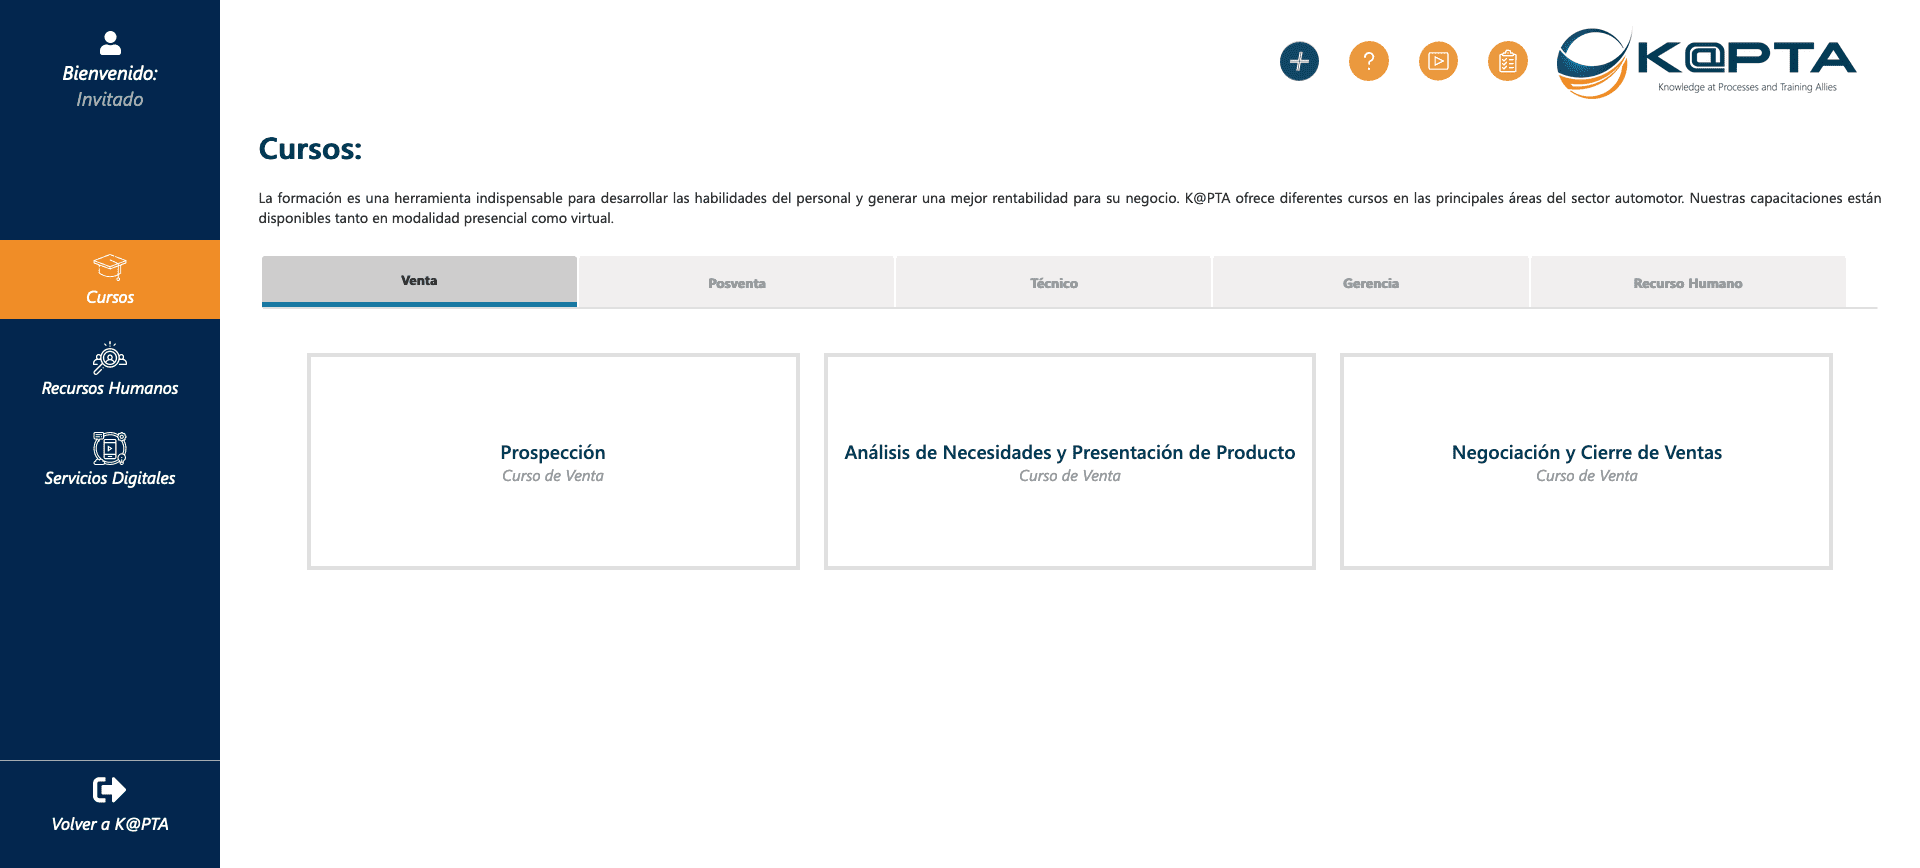 Bienvenido:
Invitado
Cursos
Recursos Humanos
Servicios Digitales
Volver a K@PTA
?
K@PTA
Knowledge at Processes and Training Allies
Cursos:
La formación es una herramienta indispensable para desarrollar las habilidades del personal y generar una mejor rentabilidad para su negocio. K@PTA ofrece diferentes cursos en las principales áreas del sector automotor. Nuestras capacitaciones están
disponibles tanto en modalidad presencial como virtual.
Venta
Posventa
Técnico
Gerencia
Recurso Humano
Prospección
Curso de Venta
Análisis de Necesidades y Presentación de Producto
Curso de Venta
Negociación y Cierre de Ventas
Curso de Venta